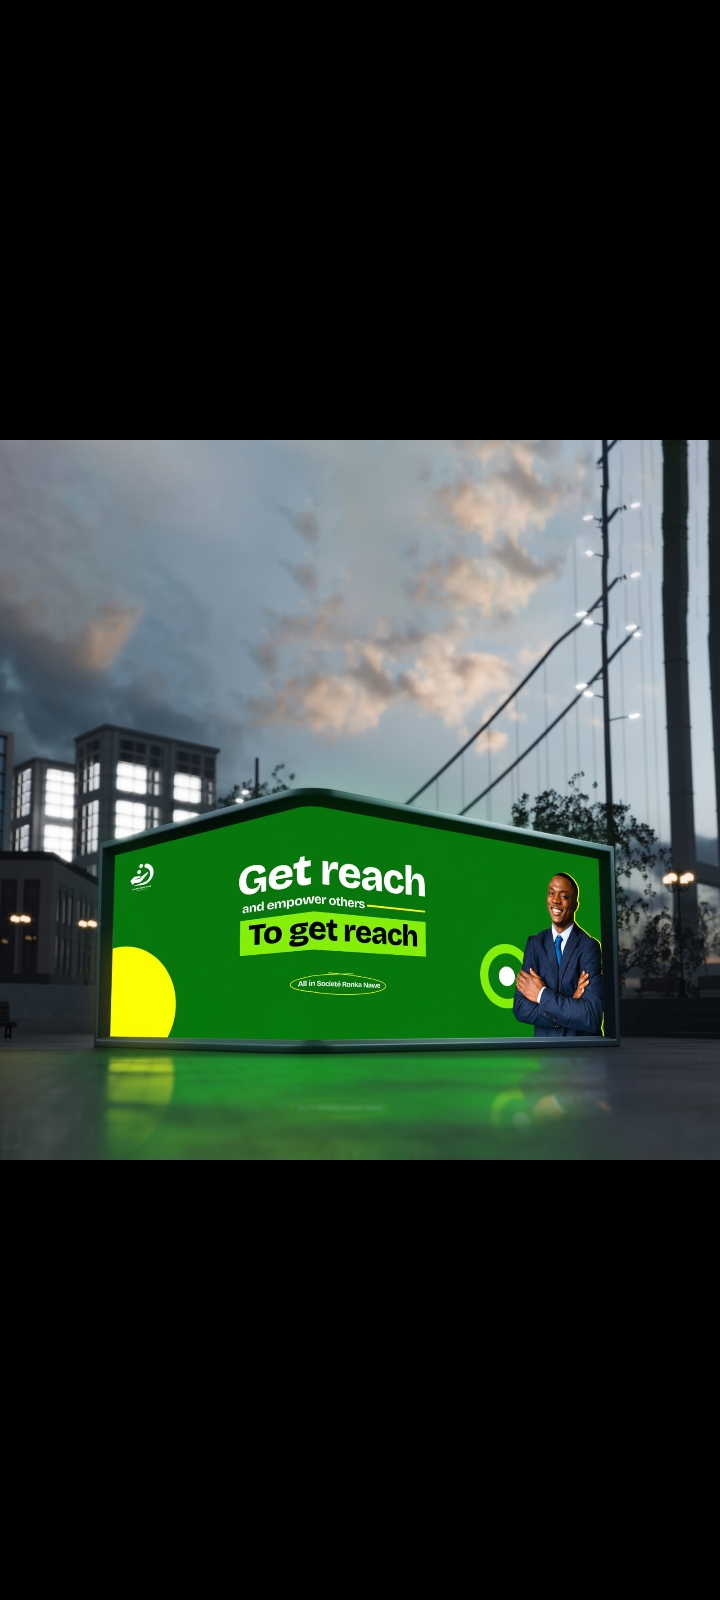 Get reach
and empower others
To get reach
All in Societé Ronka Nawe